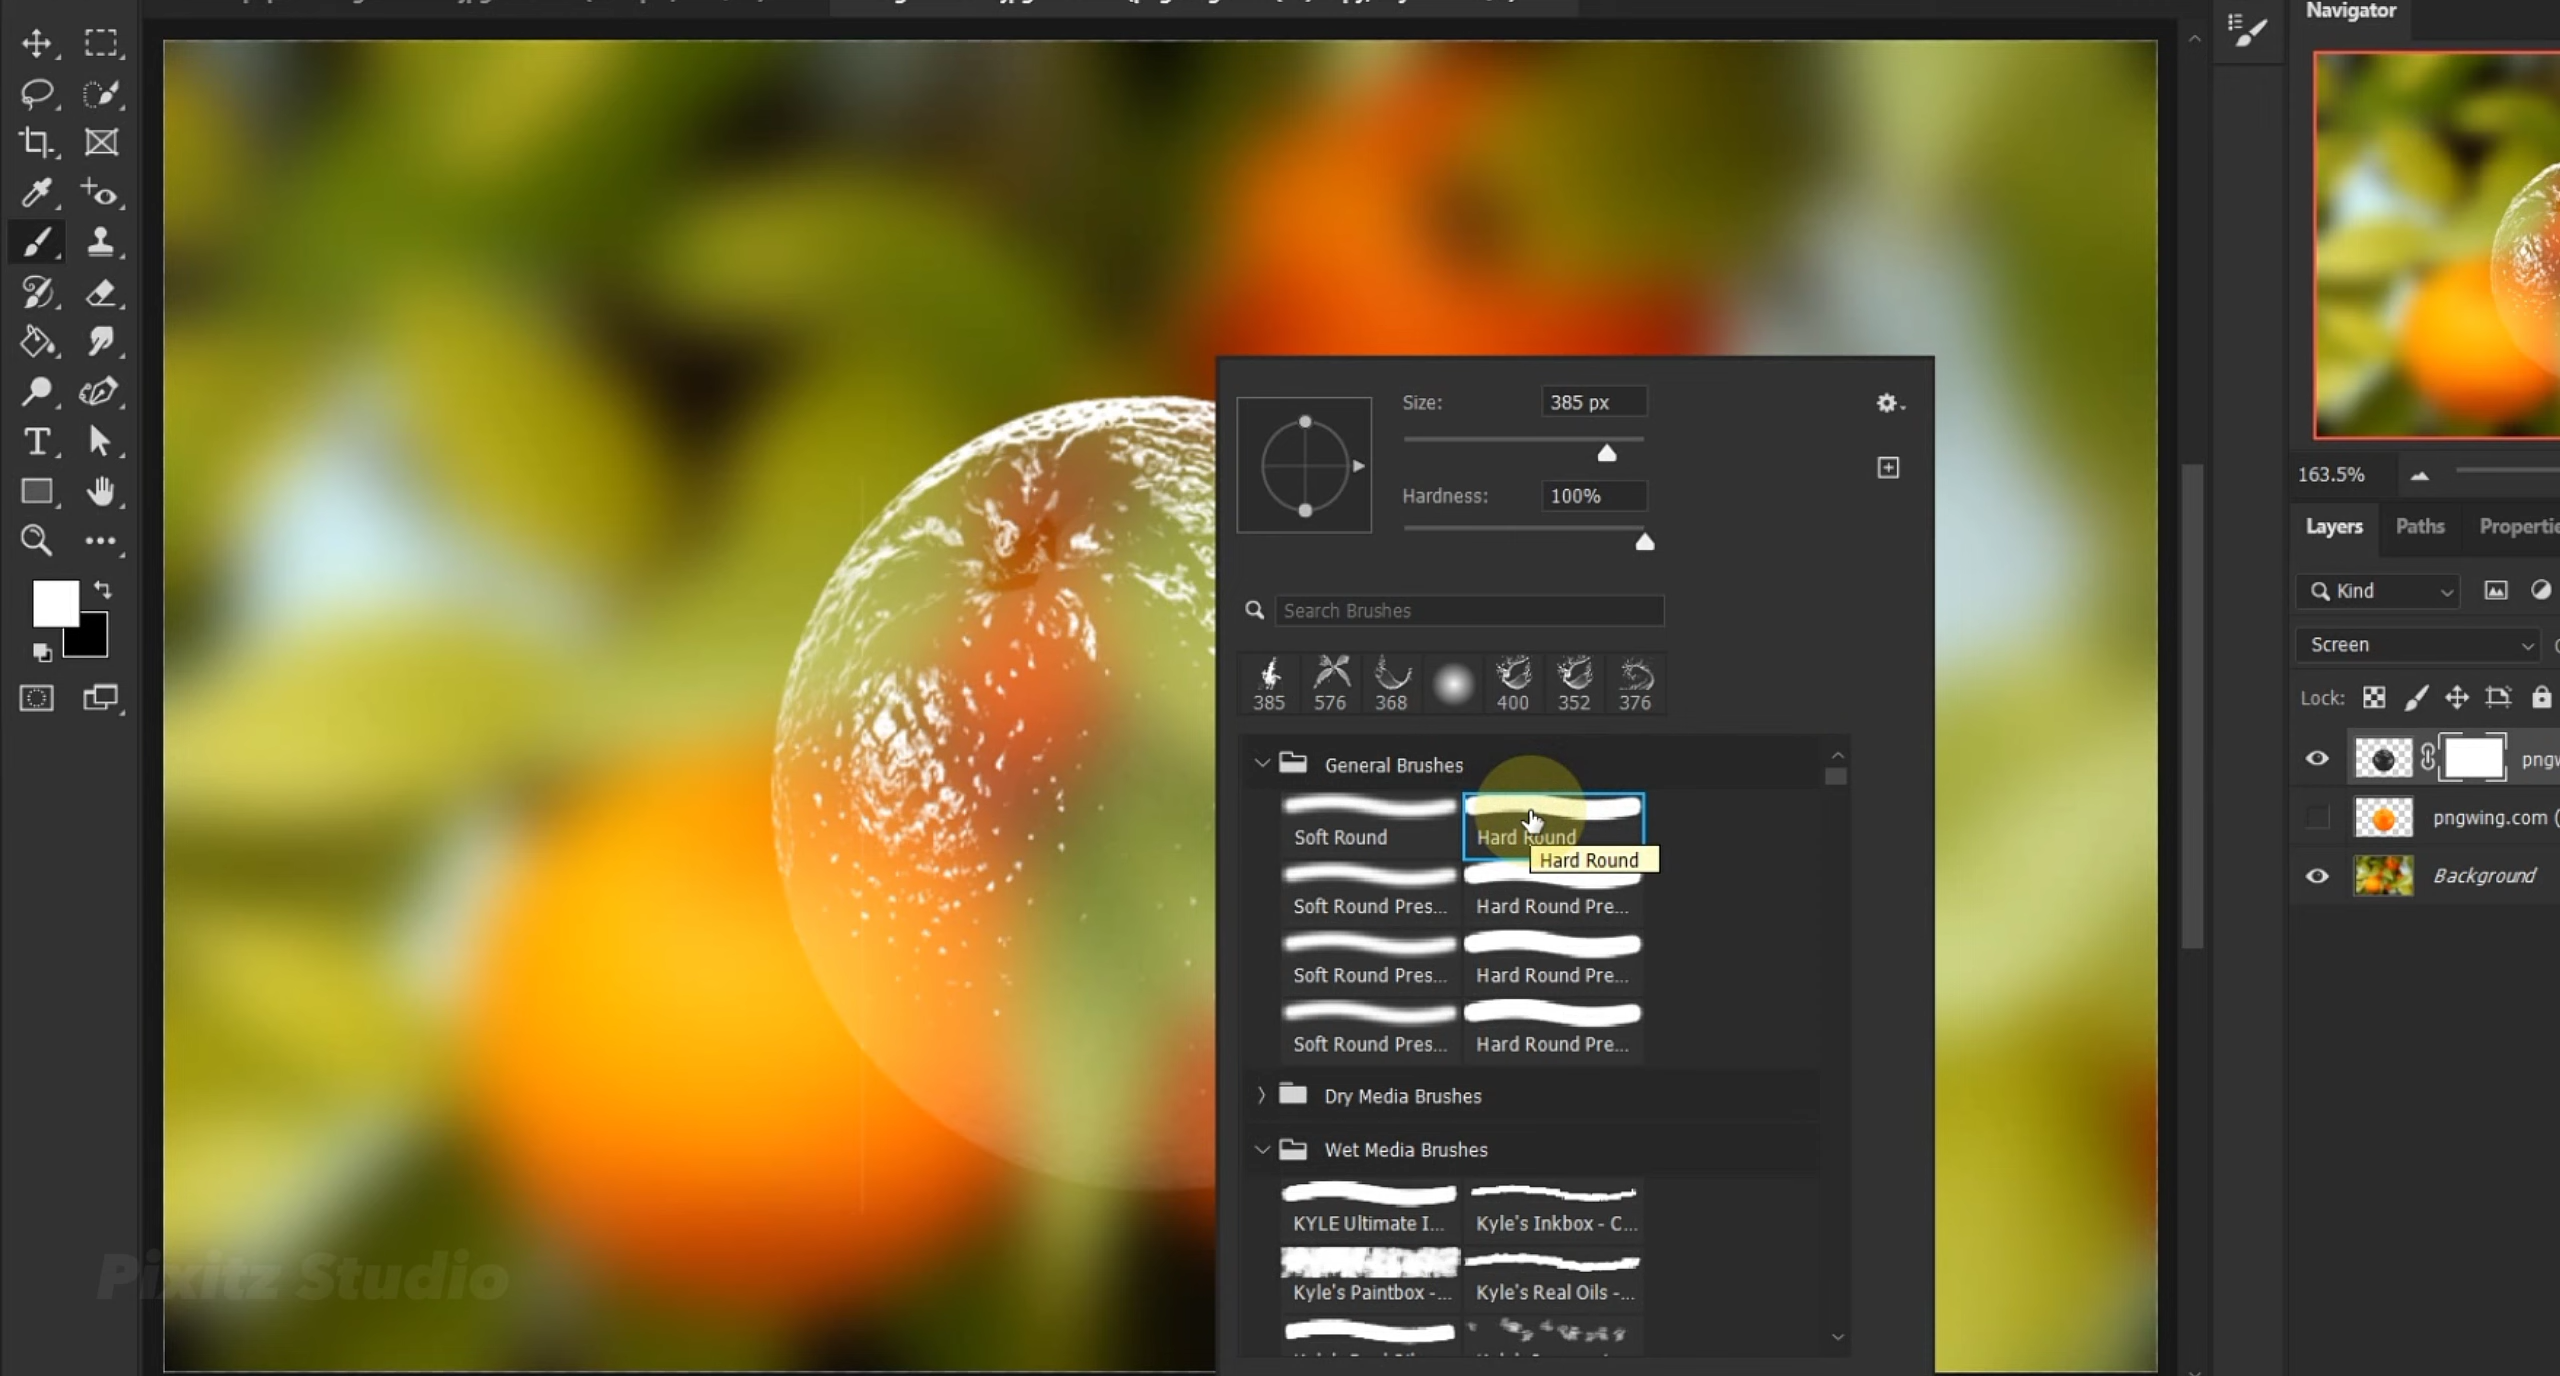 Navigator
Size:
385 px
Hardness:
100%
163.5%
Layers
Paths
Properti
Search Brushes
Kind
Screen
Lock:
385
576
368
400
352
376
General Brushes
Soft Round
Hard Round
Hard Round
Soft Round Pres...
Hard Round Pre...
Soft Round Pres...
Hard Round Pre...
Soft Round Pres...
Hard Round Pre...
pngw
pngwing.com (
Background
Dry Media Brushes
Wet Media Brushes
KYLE Ultimate I...
Kyle's Inkbox - C...
Kyle's Paintbox -...
Kyle's Real Oils -...
Pixitz Studio